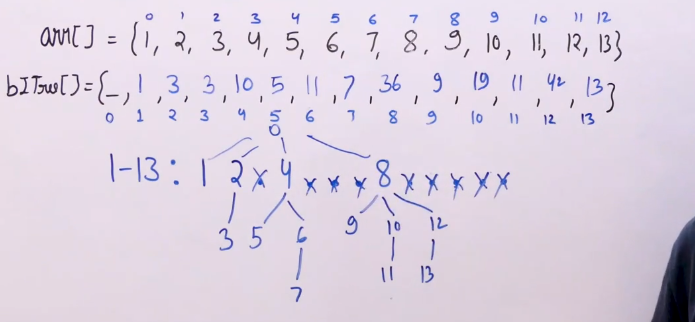 0 1 2 3 4 5 6 7 8 9 10 11 12
arr[] = {1, 2, 3, 4, 5, 6, 7, 8, 9, 10, 11, 12, 13}
bITree[]={_, 1, 3, 3, 10, 5, 11, 7, 36, 9, 19, 11, 42, 13}
0 1 2 3 4 5 6 7 8 9 10 11 12 13
0
1-13: 1 2 x 4 x x x 8 x x x x x
3 5 6 9 10 12
7 11 13